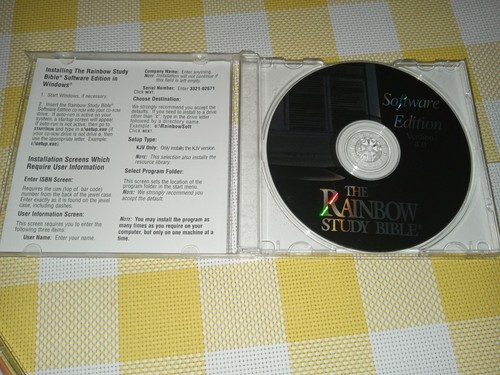 Installing The Rainbow Study
Bible® Software Edition in
Windows®
1. Start Windows, if necessary.
2. Insert the Rainbow Study Bible®
Software Edition CD-ROM into your CD-ROM
drive. If auto-run is active on your
system, a startup screen will appear.
If auto-run is not active, then go to
START/RUN and type in D:\setup.exe (if
your CD-ROM drive is not drive D, then
use the appropriate letter. Example:
E:\setup.exe).
Installation Screens Which
Require User Information
Enter ISBN Screen:
Requires the code (top of bar code)
number from the back of the jewel case.
Enter exactly as it is found on the jewel
case, including dashes.
User Information Screen:
This screen requires you to enter
the following three items:
User Name: Enter your name.
Company Name: Enter anything.
NOTE: Installation will not continue if
this field is left empty.
Serial Number: Enter 5321-02671
Click NEXT.
Choose Destination:
We strongly recommend you accept the
defaults. If you need to install to a drive
other than "C", type in the drive letter
followed by a directory name.
Click NEXT.
Setup Type:
KJV Only: Only installs the KJV version.
NOTE: This selection also installs the
resource library.
Select Program Folder:
This screen sets the location of the
program folder in the start menu.
NOTE: We strongly recommend you
accept the default.
NOTE: You may install the program as
many times as you require on your
computer, but only on one machine at a
time.
Software
Edition
THE
RAINBOW
STUDY BIBLE®